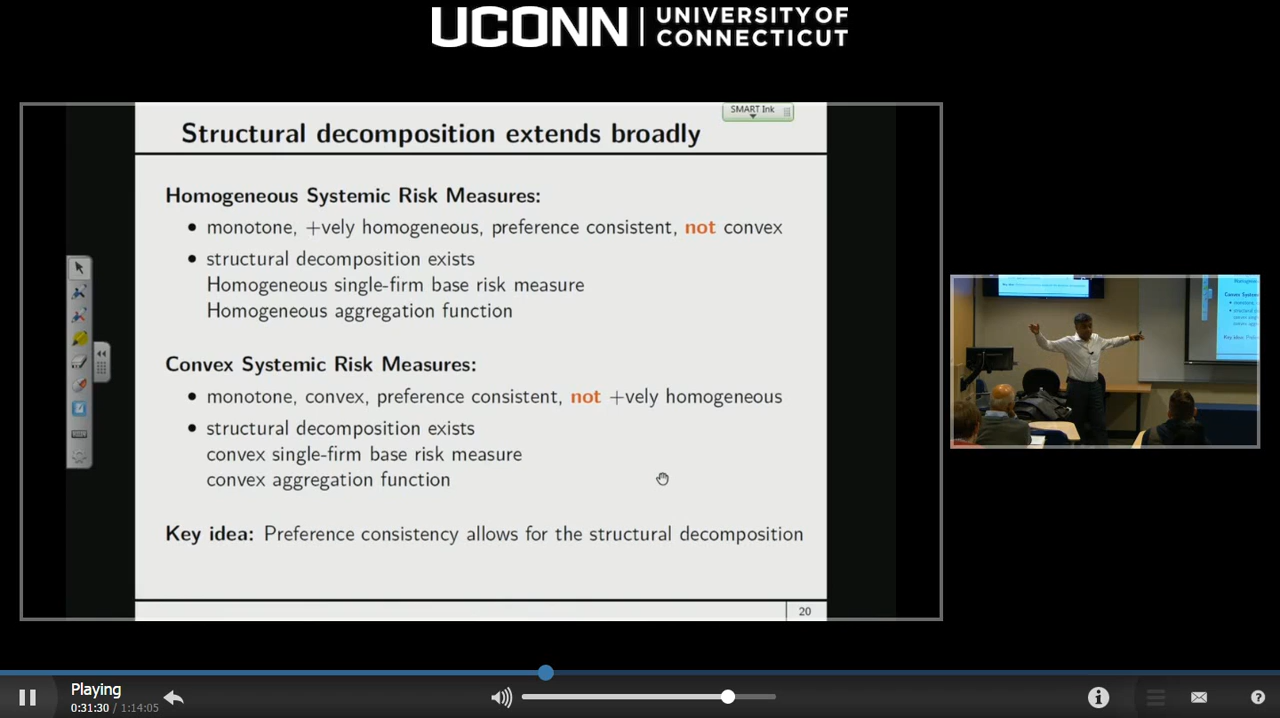 UCONN
UNIVERSITY OF
CONNECTICUT
SMART Ink
Structural decomposition extends broadly
Homogeneous Systemic Risk Measures:
• monotone, +vely homogeneous, preference consistent, not convex
• structural decomposition exists
Homogeneous single-firm base risk measure
Homogeneous aggregation function
Convex Systemic Risk Measures:
• monotone, convex, preference consistent, not +vely homogeneous
• structural decomposition exists
convex single-firm base risk measure
convex aggregation function
Key idea: Preference consistency allows for the structural decomposition
20
Playing
0:31:30 / 1:14:05